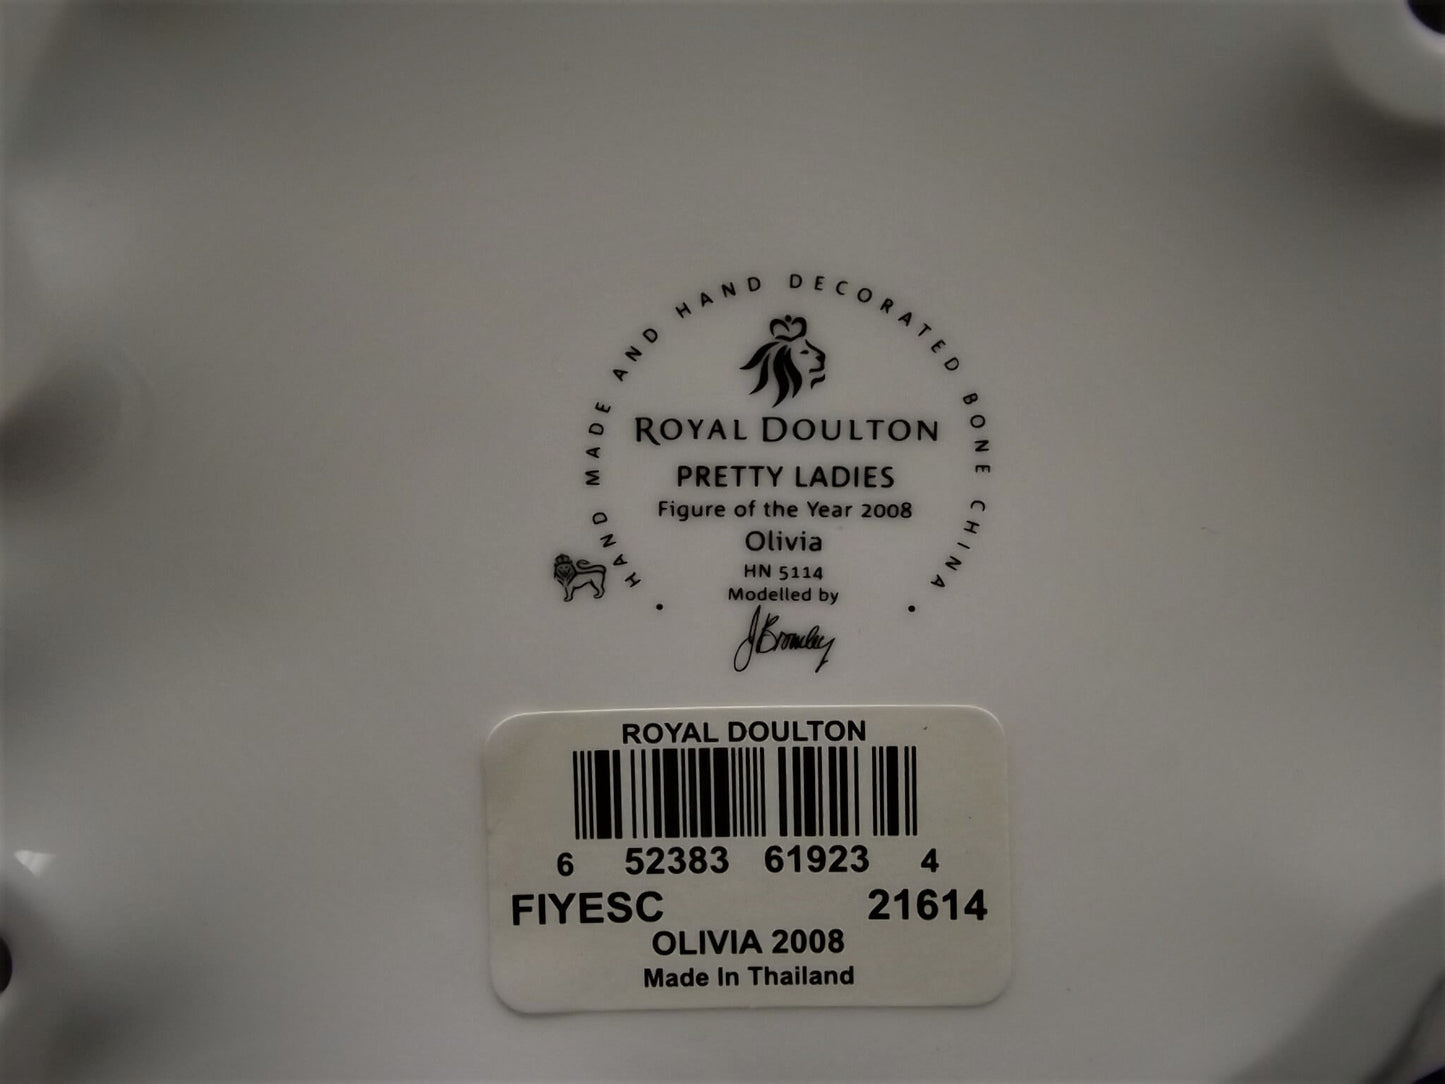 HAND MADE AND HAND DECORATED BONE CHINA
ROYAL DOULTON
PRETTY LADIES
Figure of the Year 2008
Olivia
HN 5114
Modelled by
J Bromley
ROYAL DOULTON
6 52383 61923 4
FIYESC 21614
OLIVIA 2008
Made In Thailand